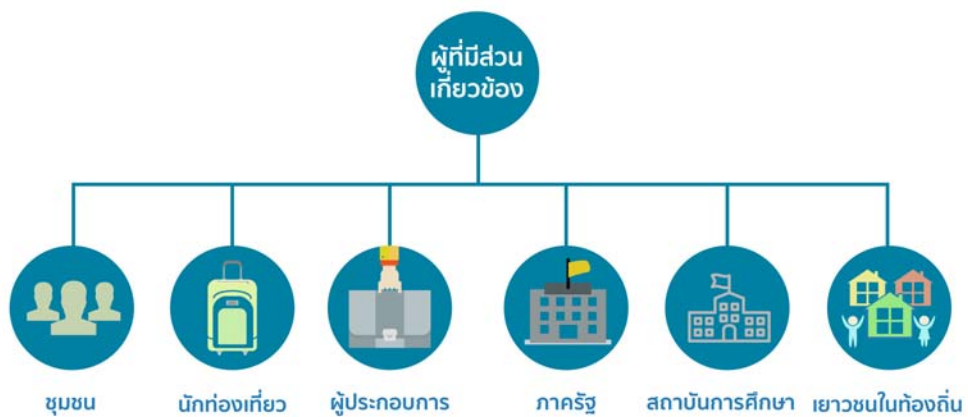 ผู้ที่มีส่วน
เกี่ยวข้อง
ชุมชน
นักท่องเที่ยว
ผู้ประกอบการ
ภาครัฐ
สถาบันการศึกษา
เยาวชนในท้องถิ่น